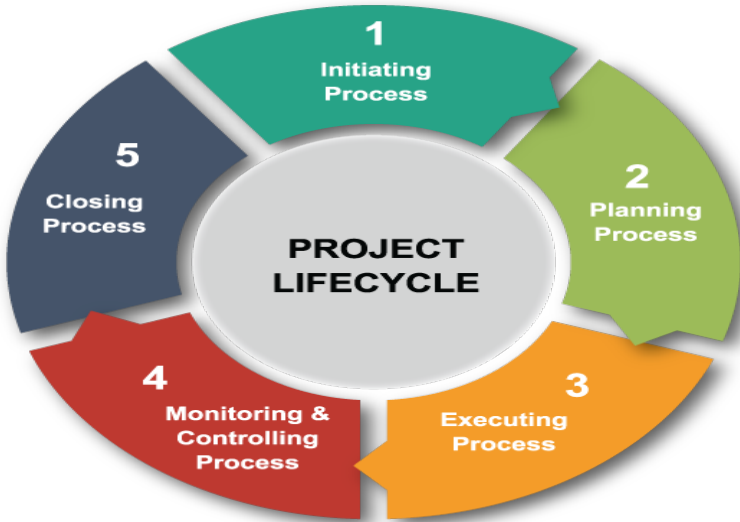 1
Initiating
Process
2
Planning
Process
3
Executing
Process
4
Monitoring &
Controlling
Process
5
Closing
Process
PROJECT
LIFECYCLE